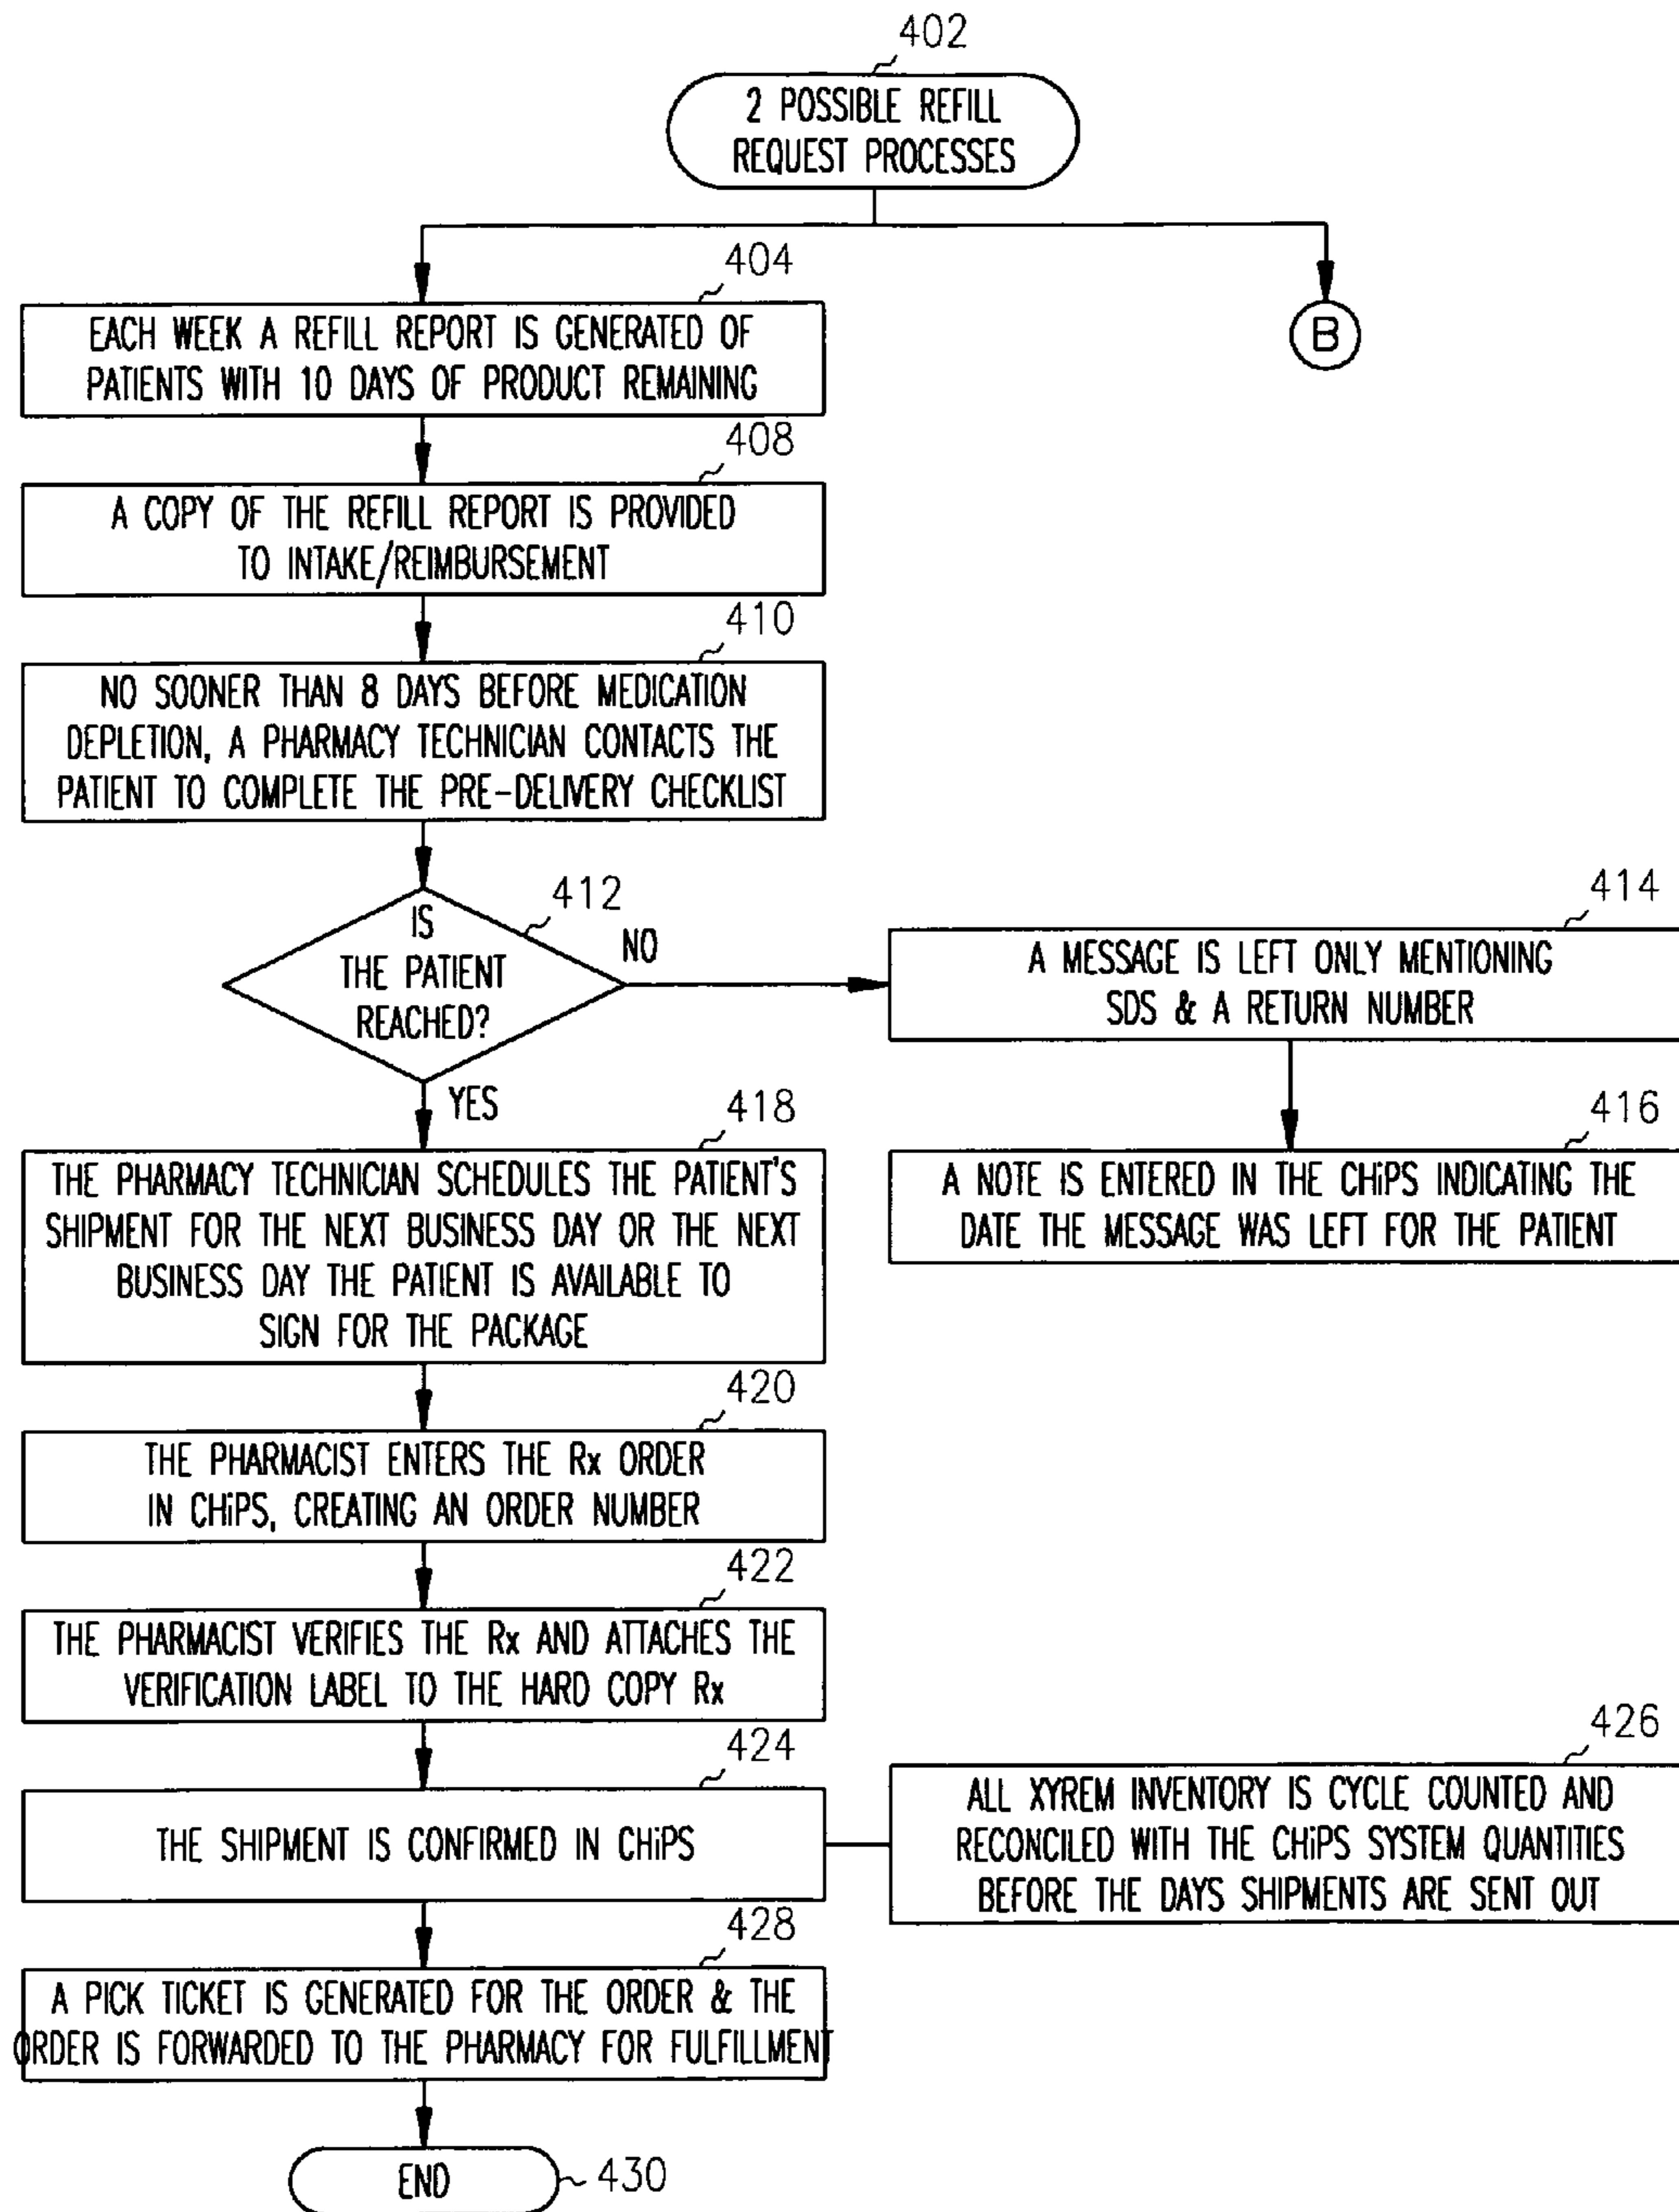 402
2 POSSIBLE REFILL
REQUEST PROCESSES
404
EACH WEEK A REFILL REPORT IS GENERATED OF
PATIENTS WITH 10 DAYS OF PRODUCT REMAINING
B
408
A COPY OF THE REFILL REPORT IS PROVIDED
TO INTAKE/REIMBURSEMENT
410
NO SOONER THAN 8 DAYS BEFORE MEDICATION
DEPLETION, A PHARMACY TECHNICIAN CONTACTS THE
PATIENT TO COMPLETE THE PRE-DELIVERY CHECKLIST
412
IS
THE PATIENT
REACHED?
NO
414
A MESSAGE IS LEFT ONLY MENTIONING
SDS & A RETURN NUMBER
416
A NOTE IS ENTERED IN THE CHiPS INDICATING THE
DATE THE MESSAGE WAS LEFT FOR THE PATIENT
YES
418
THE PHARMACY TECHNICIAN SCHEDULES THE PATIENT'S
SHIPMENT FOR THE NEXT BUSINESS DAY OR THE NEXT
BUSINESS DAY THE PATIENT IS AVAILABLE TO
SIGN FOR THE PACKAGE
420
THE PHARMACIST ENTERS THE Rx ORDER
IN CHiPS, CREATING AN ORDER NUMBER
422
THE PHARMACIST VERIFIES THE Rx AND ATTACHES THE
VERIFICATION LABEL TO THE HARD COPY Rx
424
THE SHIPMENT IS CONFIRMED IN CHiPS
426
ALL XYREM INVENTORY IS CYCLE COUNTED AND
RECONCILED WITH THE CHiPS SYSTEM QUANTITIES
BEFORE THE DAYS SHIPMENTS ARE SENT OUT
428
A PICK TICKET IS GENERATED FOR THE ORDER & THE
ORDER IS FORWARDED TO THE PHARMACY FOR FULFILLMENT
END
430